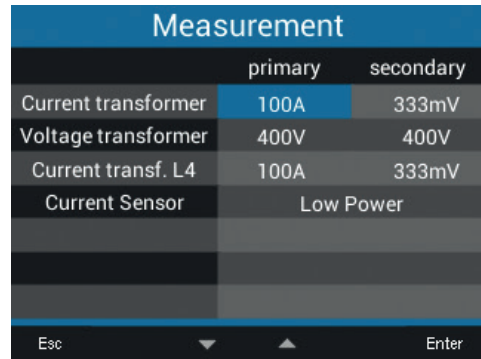 Measurement
primary secondary
Current transformer 100A 333mV
Voltage transformer 400V 400V
Current transf. L4 100A 333mV
Current Sensor Low Power
Esc Enter